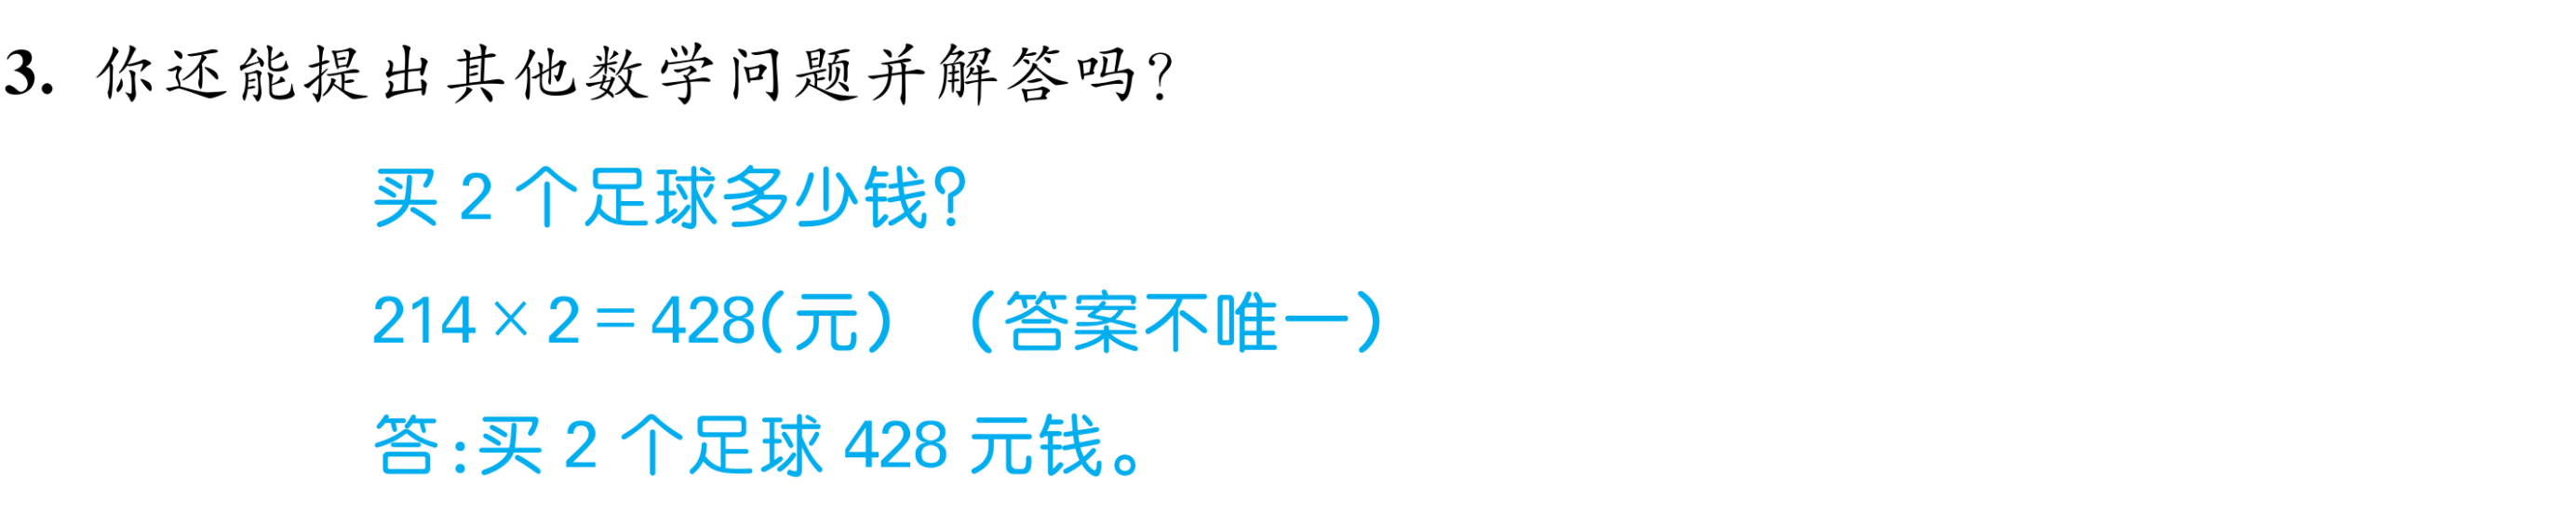 3. 你还能提出其他数学问题并解答吗?
买 2 个足球多少钱?
214×2=428(元) (答案不唯一)
答:买 2 个足球 428 元钱。